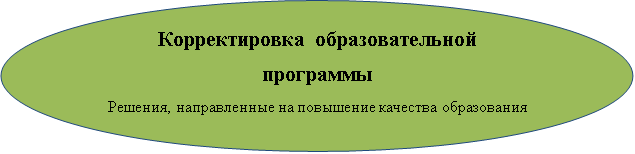 Корректировка образовательной
программы
Решения, направленные на повышение качества образования